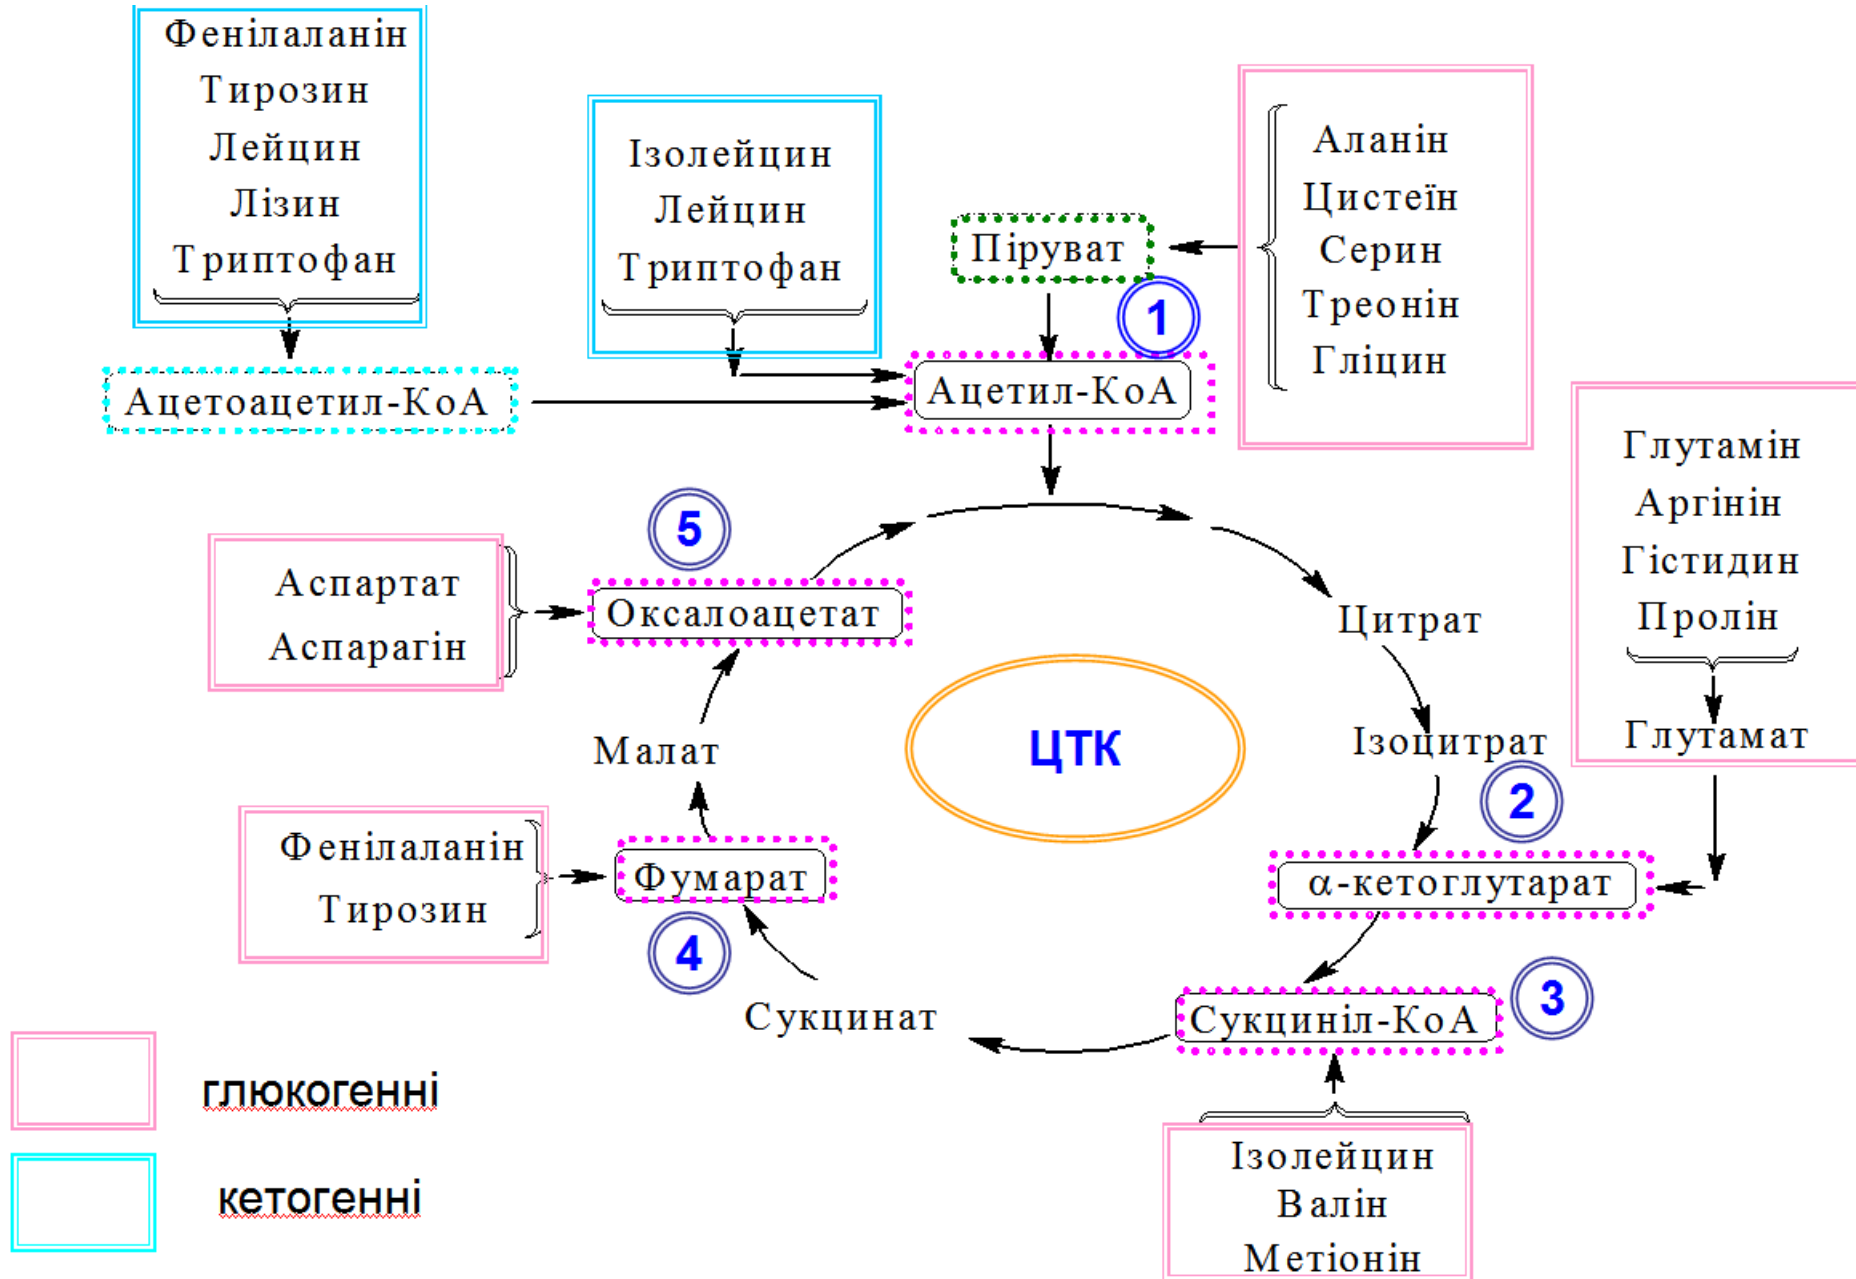 Фенілаланін
Тирозин
Лейцин
Лізин
Триптофан
Ацетоацетил-КоА
Ізолейцин
Лейцин
Триптофан
Піруват
1
Ацетил-КоА
Аланін
Цистеїн
Серин
Треонін
Гліцин
Глутамін
Аргінін
Гістидин
Пролін
Глутамат
5
Аспартат
Аспарагін
Оксалоацетат
Цитрат
ЦТК
Малат
Ізоцитрат
2
Фенілаланін
Тирозин
Фумарат
4
α-кетоглутарат
3
Сукцинат
Сукциніл-КоА
Ізолейцин
Валін
Метіонін
глюкогенні
кетогенні